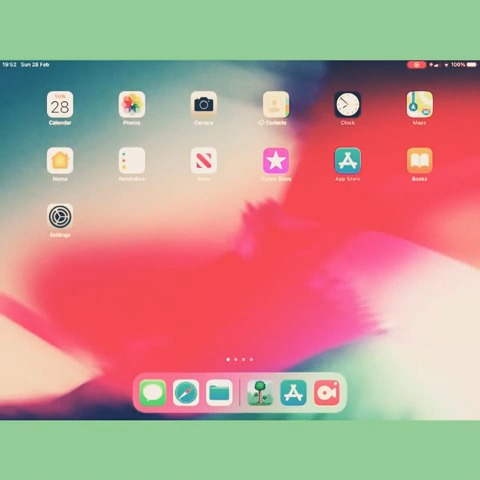 19:52 Sun 28 Feb 100%
SUN
28
Calendar Photos Camera Contacts Clock Maps
Home Reminders News iTunes Store App Store Books
Settings